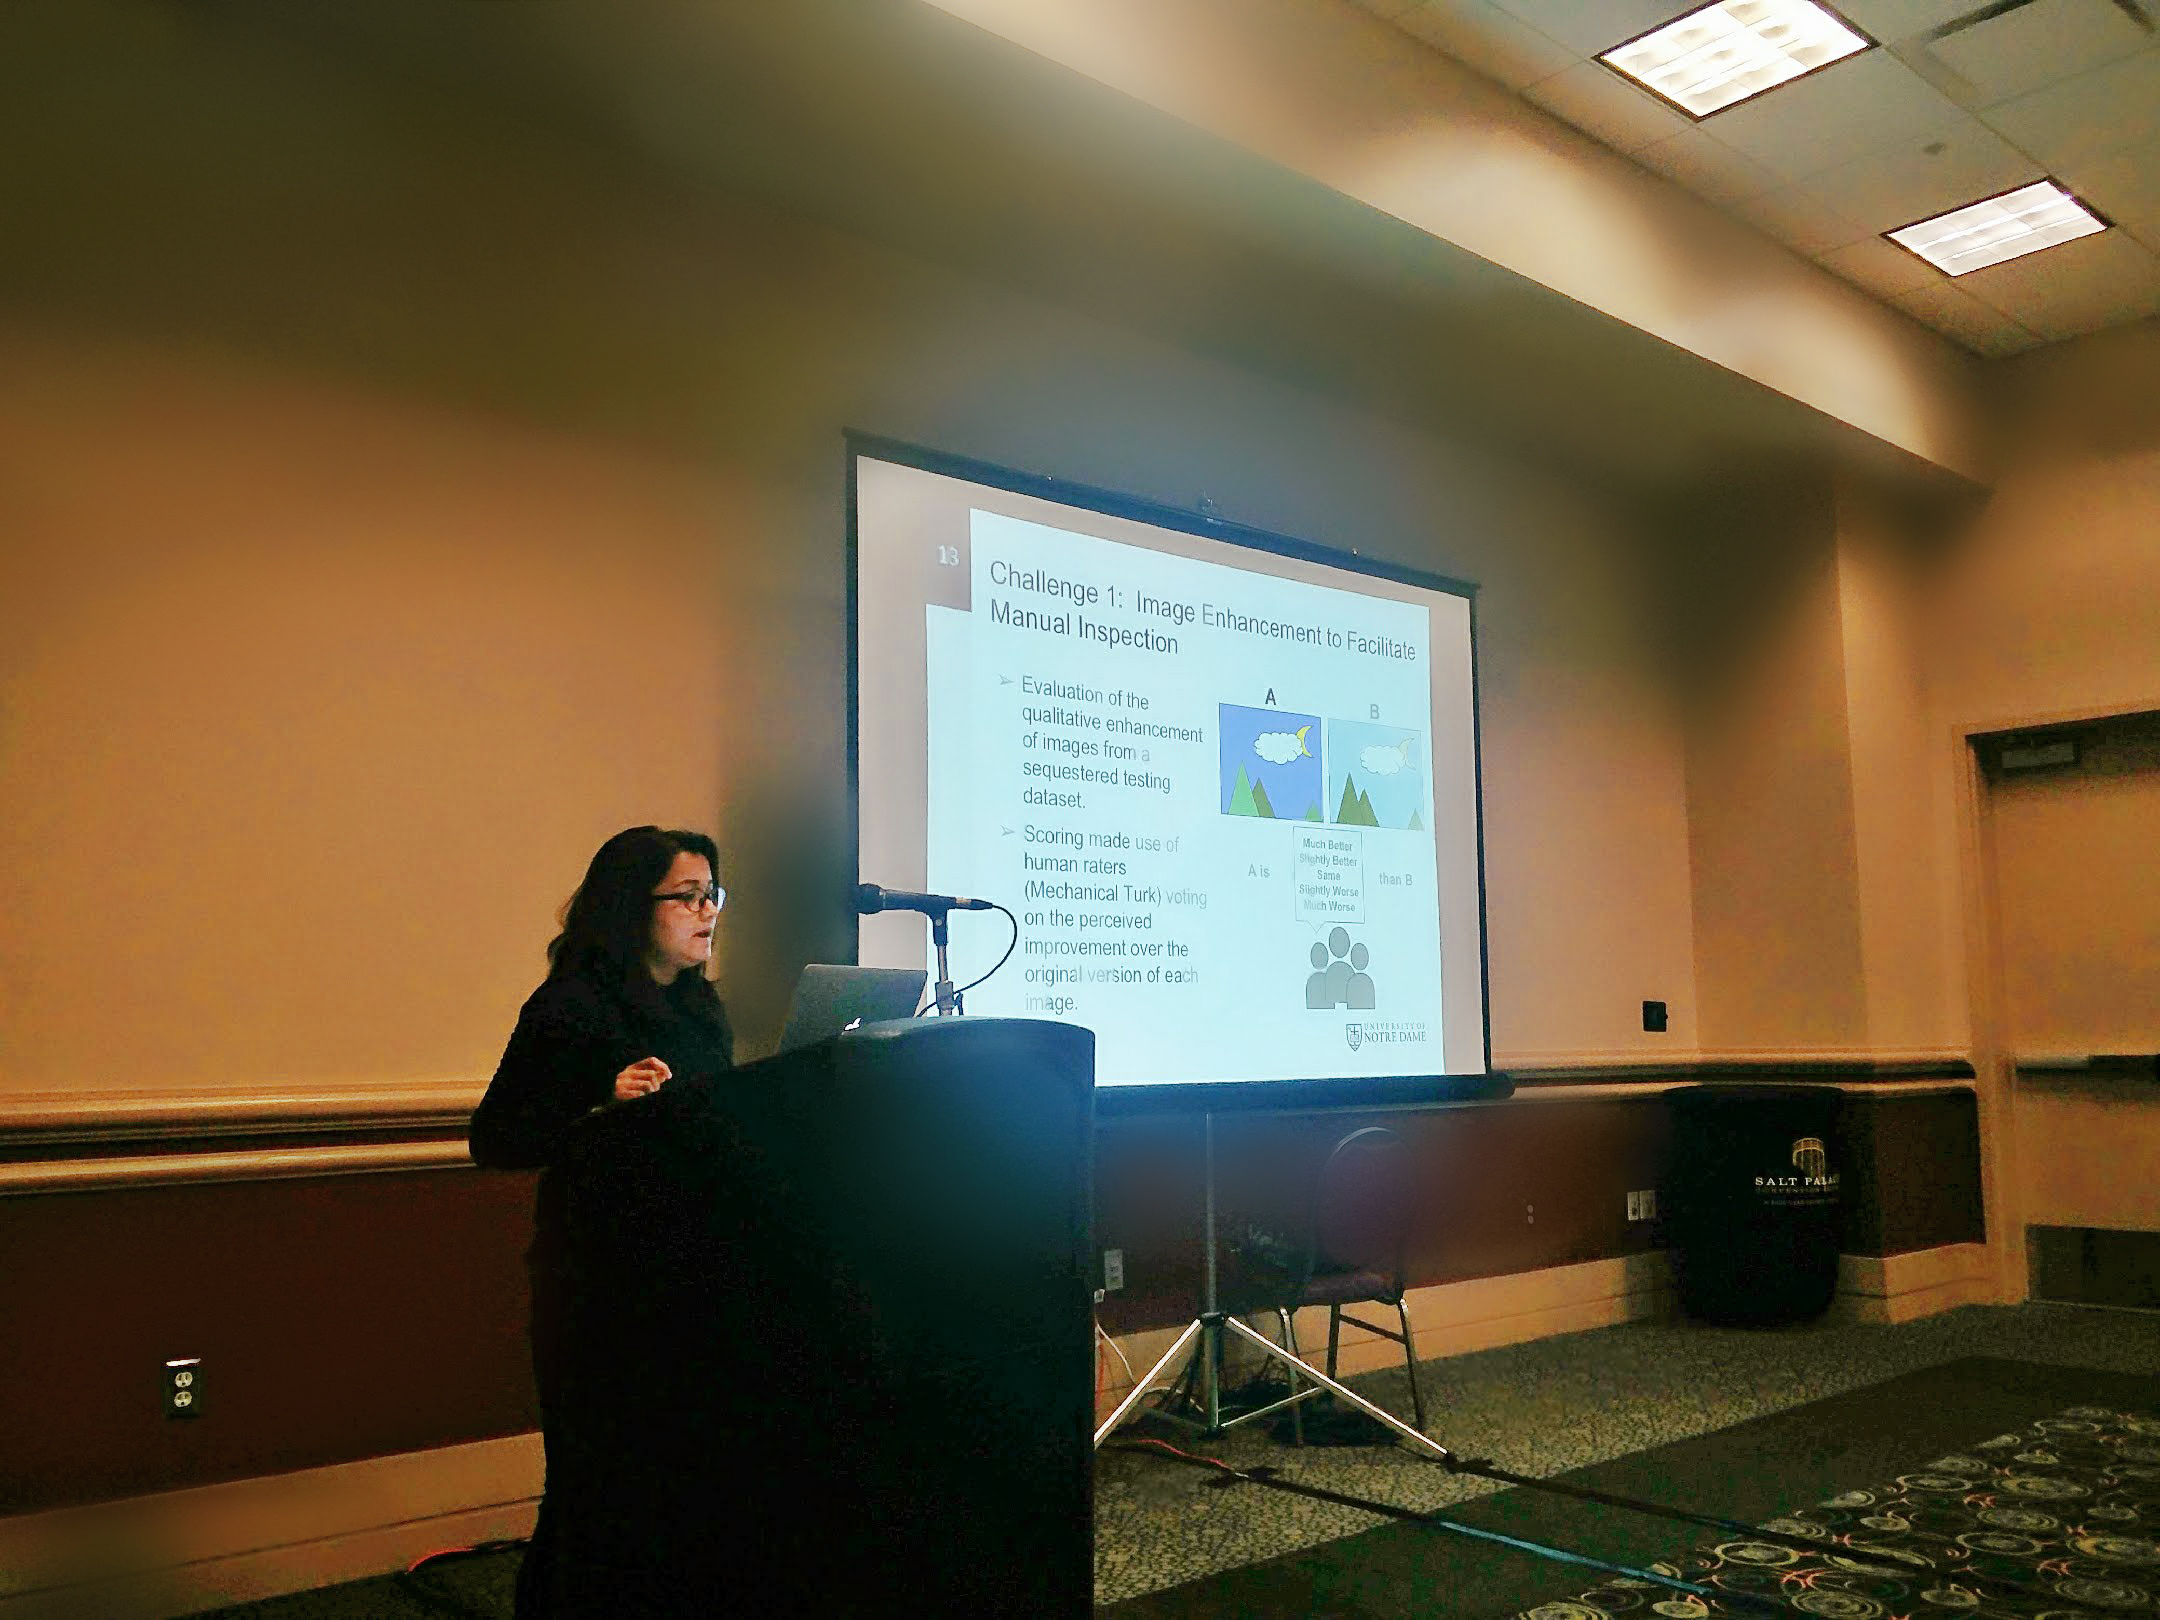 13
Challenge 1: Image Enhancement to Facilitate
Manual Inspection
➢ Evaluation of the
qualitative enhancement
of images from a
sequestered testing
dataset.
➢ Scoring made use of
human raters
(Mechanical Turk) voting
on the perceived
improvement over the
original version of each
image.
A
B
A is
Much Better
Slightly Better
Same
Slightly Worse
Much Worse
than B
UNIVERSITY OF
NOTRE DAME
SALT PALA